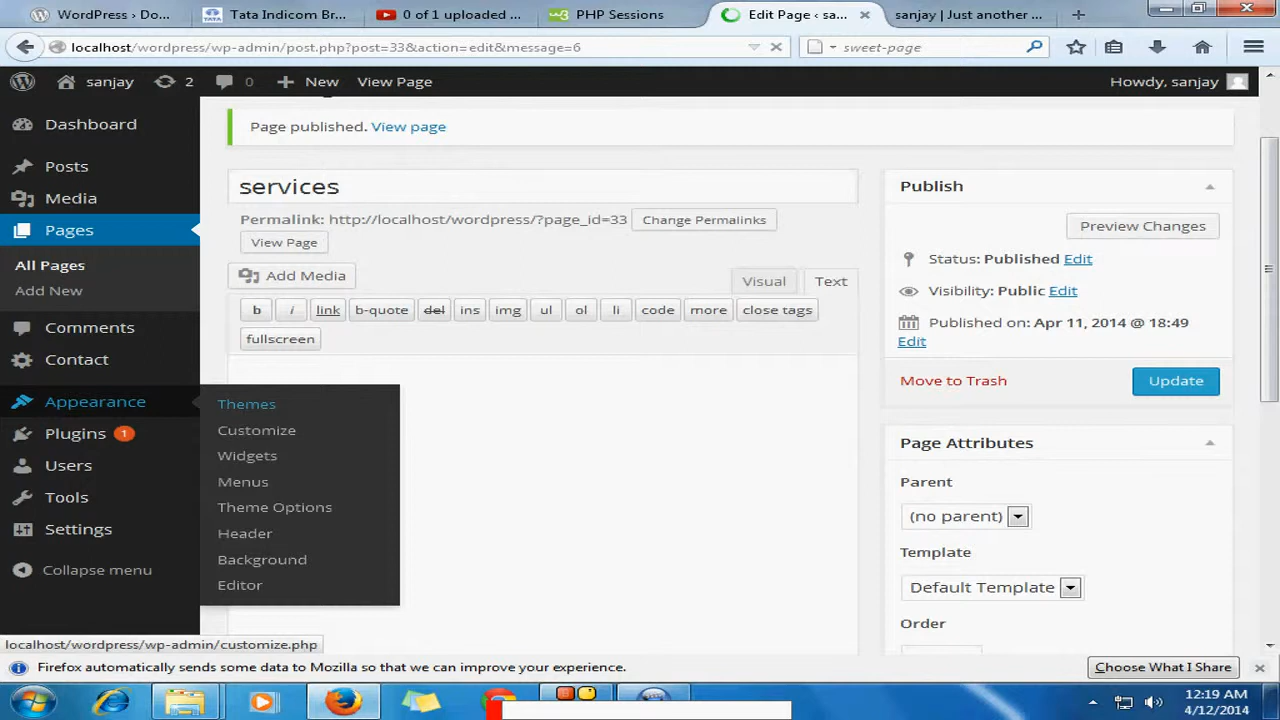 WordPress › Do...
TATA
Tata Indicom Br...
0 of 1 uploaded ...
PHP Sessions
Edit Page ‹ sa...
sanjay | Just another ...
localhost/wordpress/wp-admin/post.php?post=33&action=edit&message=6
sweet-page
sanjay
2
0
New
View Page
Howdy, sanjay
Dashboard
Posts
Media
Pages
All Pages
Add New
Comments
Contact
Appearance
Plugins 1
Users
Tools
Settings
Collapse menu
Themes
Customize
Widgets
Menus
Theme Options
Header
Background
Editor
Page published. View page
services
Permalink: http://localhost/wordpress/?page_id=33
Change Permalinks
View Page
Add Media
Visual
Text
b
i
link
b-quote
del
ins
img
ul
ol
li
code
more
close tags
fullscreen
Publish
Preview Changes
Status: Published Edit
Visibility: Public Edit
Published on: Apr 11, 2014 @ 18:49
Edit
Move to Trash
Update
Page Attributes
Parent
(no parent)
Template
Default Template
Order
localhost/wordpress/wp-admin/customize.php
Firefox automatically sends some data to Mozilla so that we can improve your experience.
Choose What I Share
12:19 AM
4/12/2014